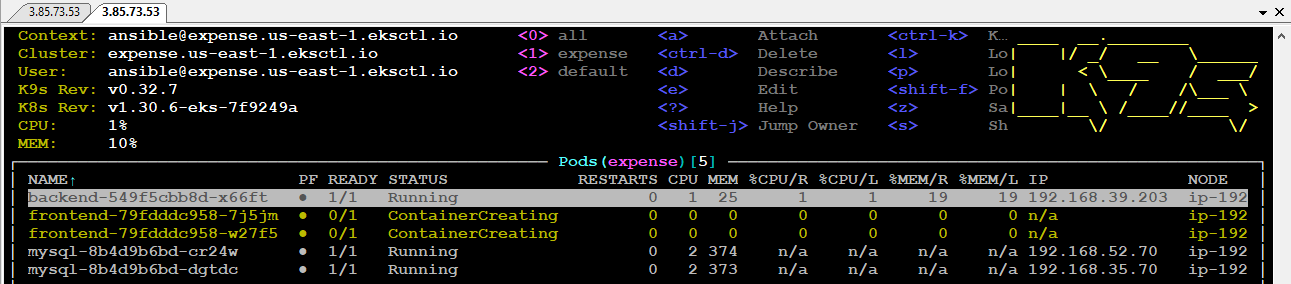 3.85.73.53 3.85.73.53
Context: ansible@expense.us-east-1.eksctl.io <0> all <a> Attach <ctrl-k> K…
Cluster: expense.us-east-1.eksctl.io <1> expense <ctrl-d> Delete <l> Lo
User: ansible@expense.us-east-1.eksctl.io <2> default <d> Describe <p> Lo
K9s Rev: v0.32.7 <e> Edit <shift-f> Po
K8s Rev: v1.30.6-eks-7f9249a <?> Help <z> Sa
CPU: 1% <shift-j> Jump Owner <s> Sh
MEM: 10%
Pods(expense)[5]
NAME↑ PF READY STATUS RESTARTS CPU MEM %CPU/R %CPU/L %MEM/R %MEM/L IP NODE
backend-549f5cbb8d-x66ft ● 1/1 Running 0 1 25 1 1 19 19 192.168.39.203 ip-192
frontend-79fdddc958-7j5jm ● 0/1 ContainerCreating 0 0 0 0 0 0 0 n/a ip-192
frontend-79fdddc958-w27f5 ● 0/1 ContainerCreating 0 0 0 0 0 0 0 n/a ip-192
mysql-8b4d9b6bd-cr24w ● 1/1 Running 0 2 374 n/a n/a n/a n/a 192.168.52.70 ip-192
mysql-8b4d9b6bd-dgtdc ● 1/1 Running 0 2 373 n/a n/a n/a n/a 192.168.35.70 ip-192